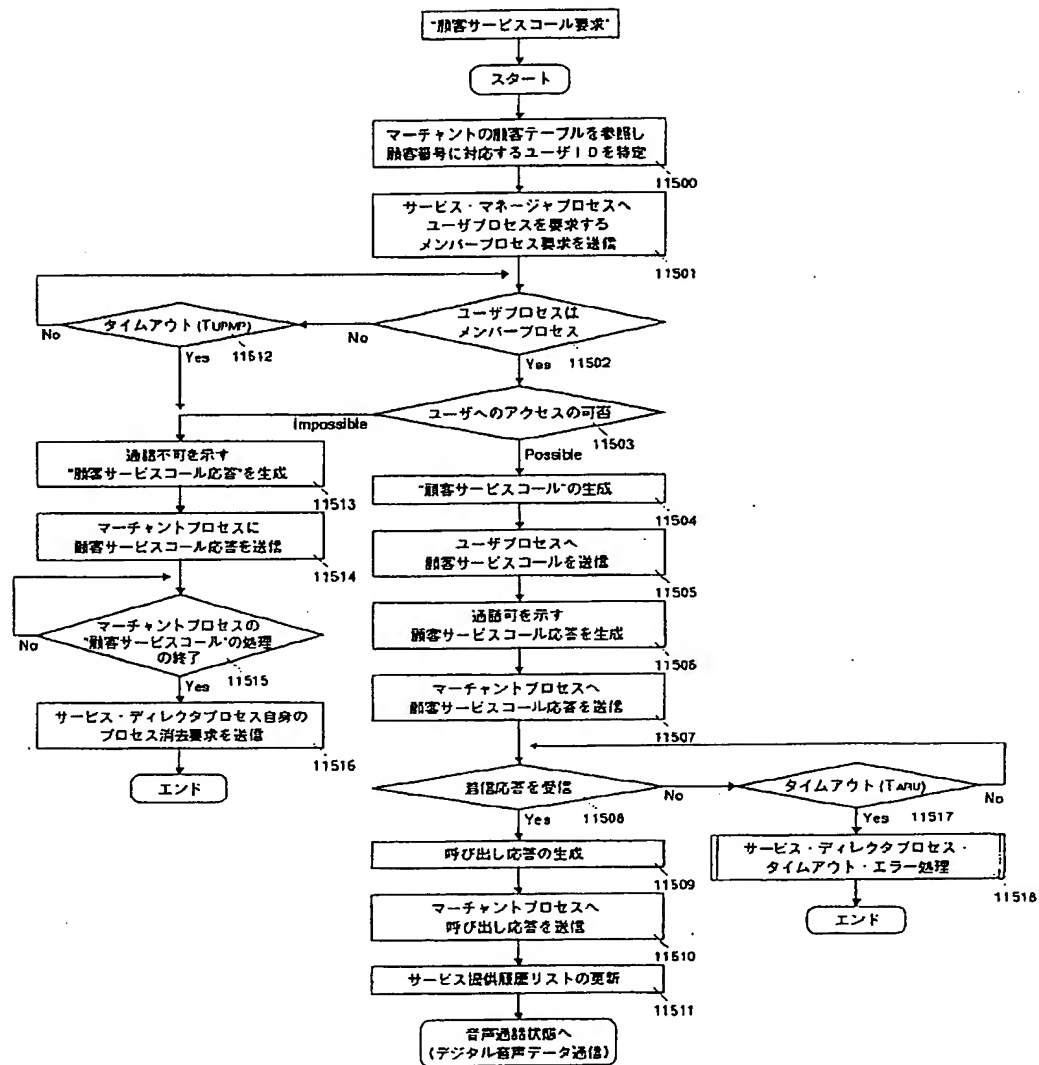 "顧客サービスコール要求"
スタート
マーチャントの顧客テーブルを参照し
顧客番号に対応するユーザIDを特定
11500
サービス・マネージャプロセスへ
ユーザプロセスを要求する
メンバープロセス要求を送信
11501
ユーザプロセスは
メンバープロセス
11502
No
Yes
タイムアウト(TUPMP)
11512
No
Yes
ユーザへのアクセスの可否
11503
Impossible
Possible
通話不可を示す
"顧客サービスコール応答"を生成
11513
マーチャントプロセスに
顧客サービスコール応答を送信
11514
マーチャントプロセスの
"顧客サービスコール"の処理
の終了
11515
No
Yes
サービス・ディレクタプロセス自身の
プロセス消去要求を送信
11516
エンド
"顧客サービスコール"の生成
11504
ユーザプロセスへ
顧客サービスコールを送信
11505
通話可を示す
顧客サービスコール応答を生成
11506
マーチャントプロセスへ
顧客サービスコール応答を送信
11507
着信応答を受信
11508
No
Yes
タイムアウト(TARU)
11517
No
Yes
サービス・ディレクタプロセス・
タイムアウト・エラー処理
11518
エンド
呼び出し応答の生成
11509
マーチャントプロセスへ
呼び出し応答を送信
11510
サービス提供履歴リストの更新
11511
音声通話状態へ
(デジタル音声データ通信)